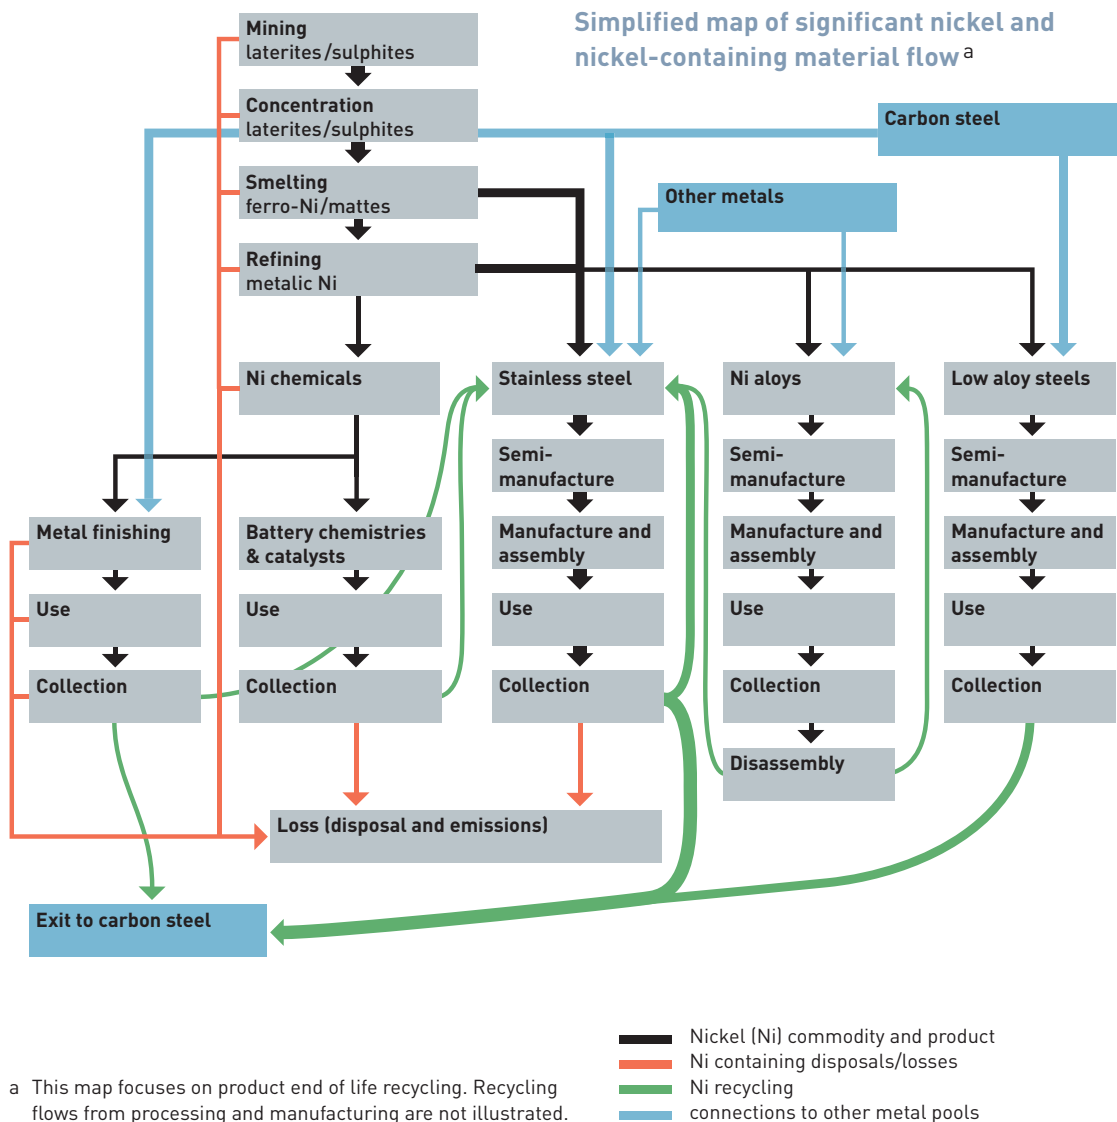 Simplified map of significant nickel and
nickel-containing material flow a
Mining
laterites/sulphites
Concentration
laterites/sulphites
Carbon steel
Smelting
ferro-Ni/mattes
Other metals
Refining
metalic Ni
Ni chemicals
Stainless steel
Ni aloys
Low aloy steels
Semi-
manufacture
Semi-
manufacture
Semi-
manufacture
Metal finishing
Battery chemistries
& catalysts
Manufacture and
assembly
Manufacture and
assembly
Manufacture and
assembly
Use
Use
Use
Use
Use
Collection
Collection
Collection
Collection
Collection
Disassembly
Loss (disposal and emissions)
Exit to carbon steel
Nickel (Ni) commodity and product
Ni containing disposals/losses
Ni recycling
connections to other metal pools
a This map focuses on product end of life recycling. Recycling
flows from processing and manufacturing are not illustrated.